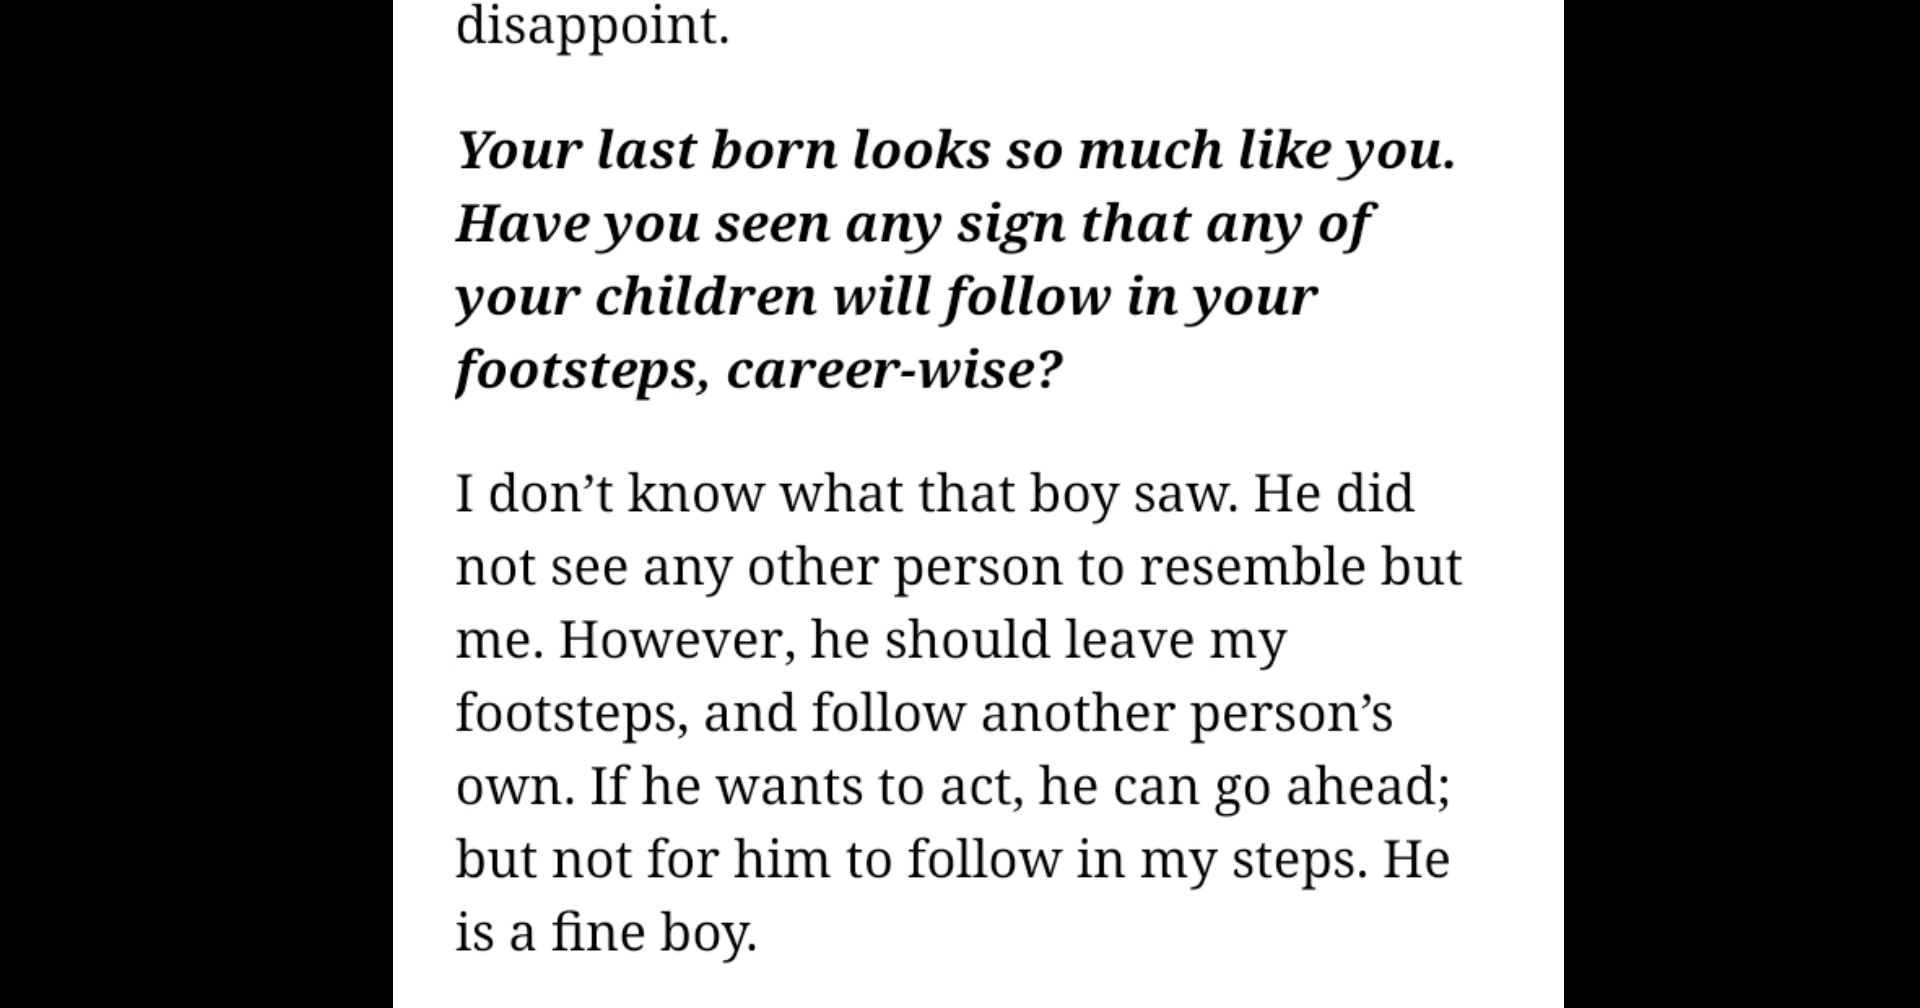 disappoint.
Your last born looks so much like you.
Have you seen any sign that any of
your children will follow in your
footsteps, career-wise?
I don’t know what that boy saw. He did
not see any other person to resemble but
me. However, he should leave my
footsteps, and follow another person’s
own. If he wants to act, he can go ahead;
but not for him to follow in my steps. He
is a fine boy.